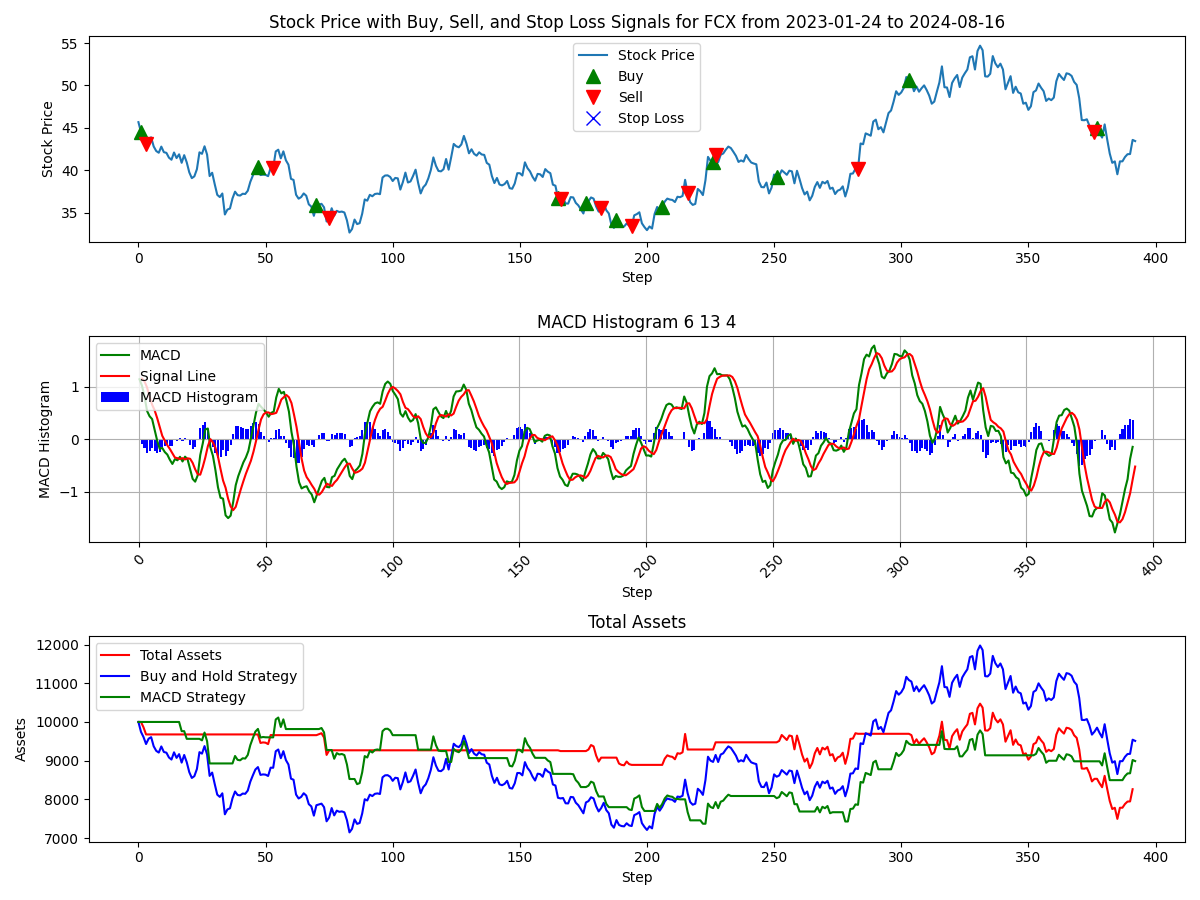 Stock Price with Buy, Sell, and Stop Loss Signals for FCX from 2023-01-24 to 2024-08-16
Stock Price
55
50
45
40
35
Stock Price
Buy
Sell
Stop Loss
0 50 100 150 200 250 300 350 400
Step
MACD Histogram 6 13 4
MACD Histogram
1
0
−1
MACD
Signal Line
MACD Histogram
0 50 100 150 200 250 300 350 400
Step
Total Assets
Assets
12000
11000
10000
9000
8000
7000
Total Assets
Buy and Hold Strategy
MACD Strategy
0 50 100 150 200 250 300 350 400
Step